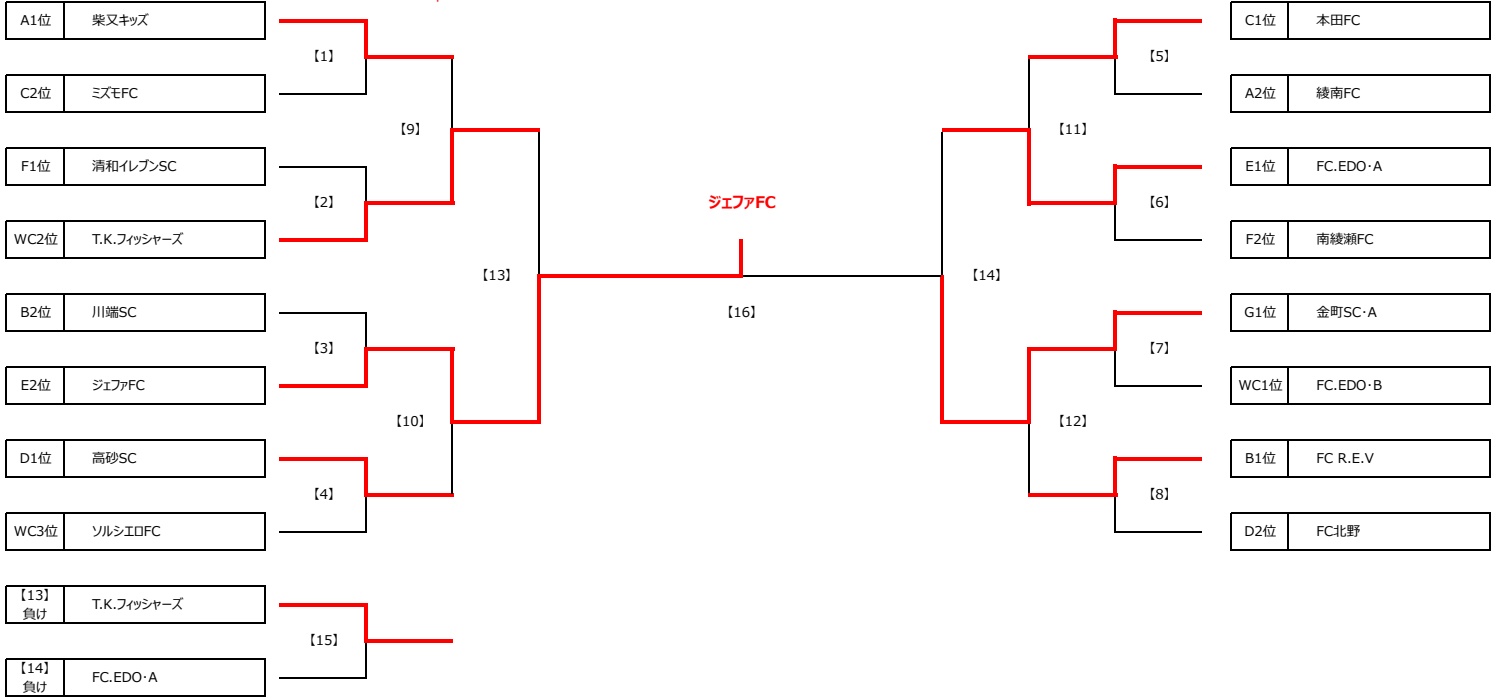 A1位 柴又キッズ
【1】
C2位 ミズモFC
【9】
F1位 清和イレブンSC
【2】
WC2位 T.K.フィッシャーズ
【13】
B2位 川端SC
【3】
E2位 ジェファFC
【10】
D1位 高砂SC
【4】
WC3位 ソルシエロFC
【13】
負け
T.K.フィッシャーズ
【15】
【14】
負け
FC.EDO・A
ジェファFC
【16】
C1位 本田FC
【5】
A2位 綾南FC
【11】
E1位 FC.EDO・A
【6】
F2位 南綾瀬FC
【14】
G1位 金町SC・A
【7】
WC1位 FC.EDO・B
【12】
B1位 FC R.E.V
【8】
D2位 FC北野